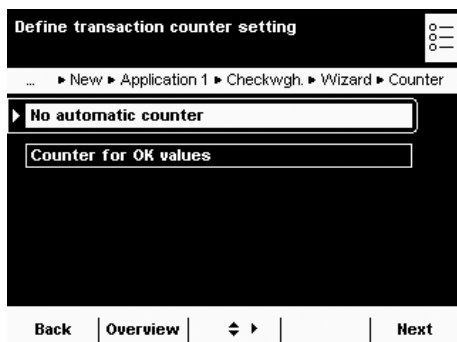 Define transaction counter setting
... ▸ New ▸ Application 1 ▸ Checkwgh. ▸ Wizard ▸ Counter
No automatic counter
Counter for OK values
Back Overview Next